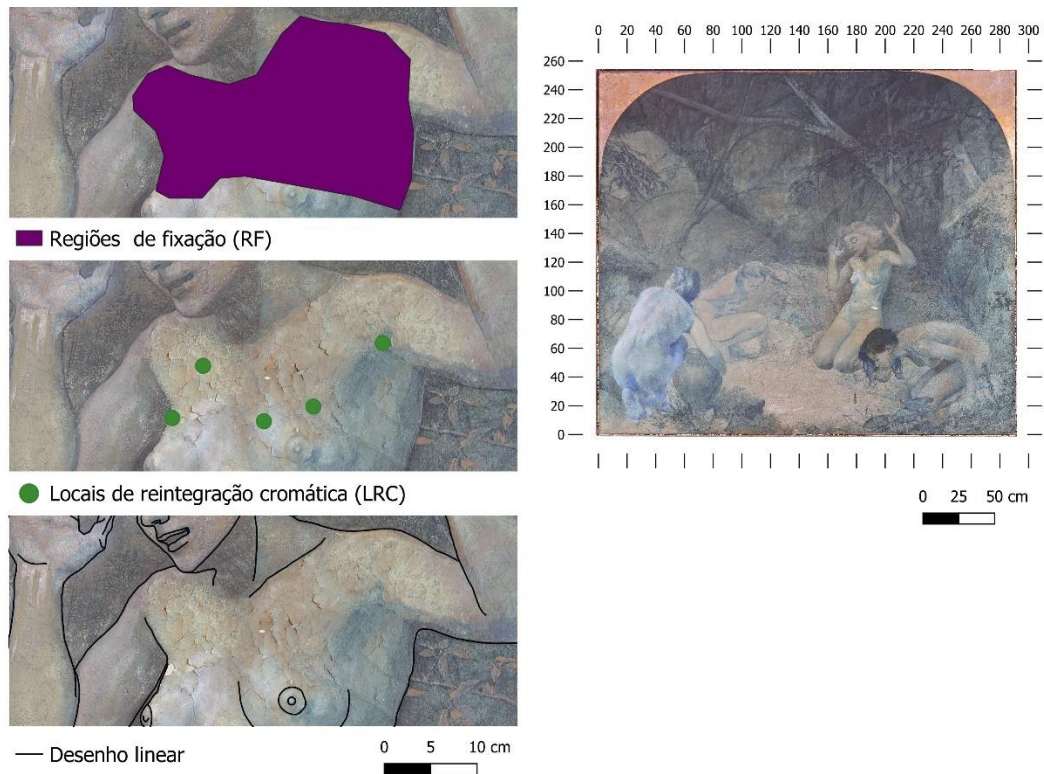 Regiões de fixação (RF)
Locais de reintegração cromática (LRC)
Desenho linear
0 5 10 cm
0 20 40 60 80 100 120 140 160 180 200 220 240 260 280 300
260
240
220
200
180
160
140
120
100
80
60
40
20
0
0 25 50 cm